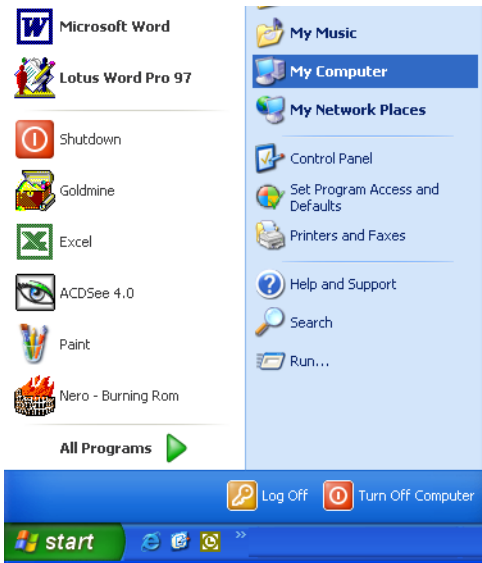 Microsoft Word
Lotus Word Pro 97
Shutdown
Goldmine
Excel
ACDSee 4.0
Paint
Nero - Burning Rom
All Programs
My Music
My Computer
My Network Places
Control Panel
Set Program Access and
Defaults
Printers and Faxes
Help and Support
Search
Run...
Log Off
Turn Off Computer
start